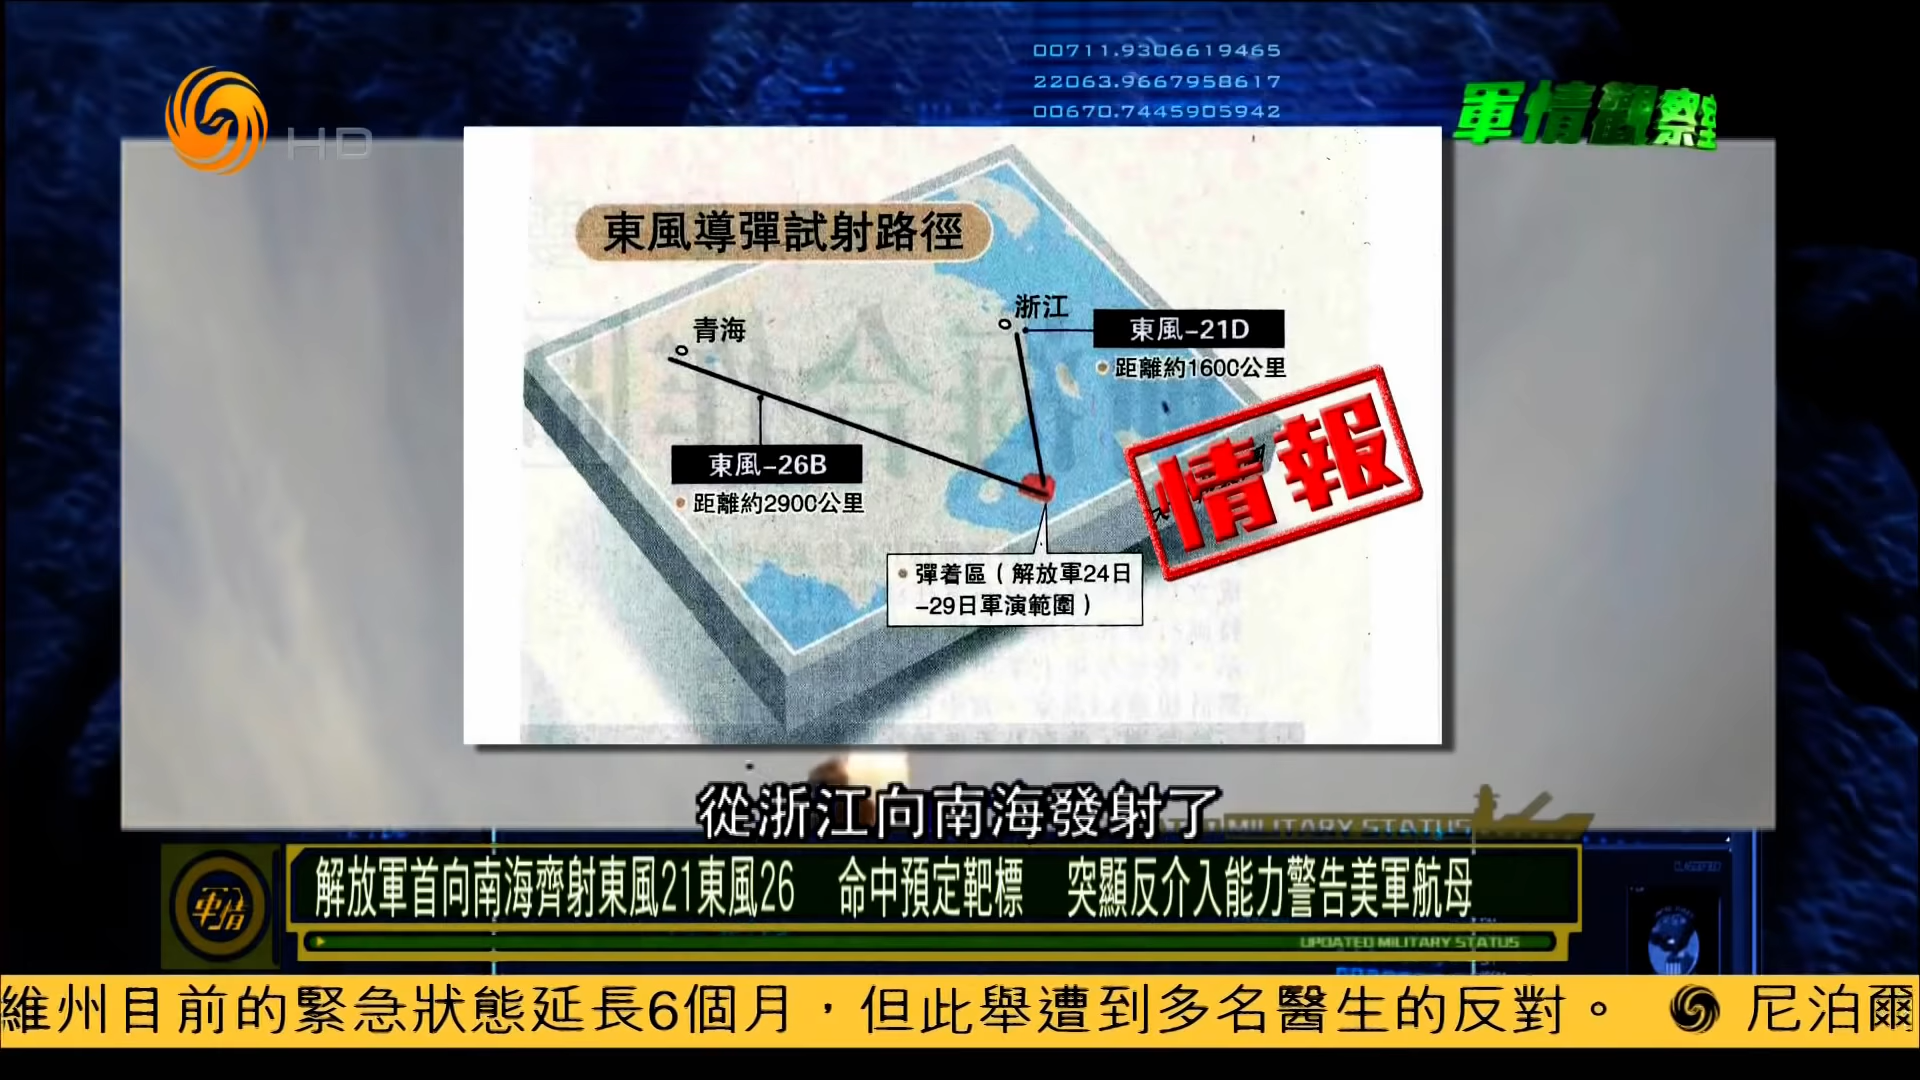 00711.9306619465
22063.9667958617
00670.7445905942
HD
軍情觀察室
東風導彈試射路徑
青海
浙江
東風-21D
距離約1600公里
東風-26B
距離約2900公里
情報
彈着區（解放軍24日
-29日軍演範圍）
從浙江向南海發射了
MILITARY STATUS
軍情
解放軍首向南海齊射東風21東風26 命中預定靶標 突顯反介入能力警告美軍航母
UPDATED MILITARY STATUS
維州目前的緊急狀態延長6個月，但此舉遭到多名醫生的反對。 尼泊爾